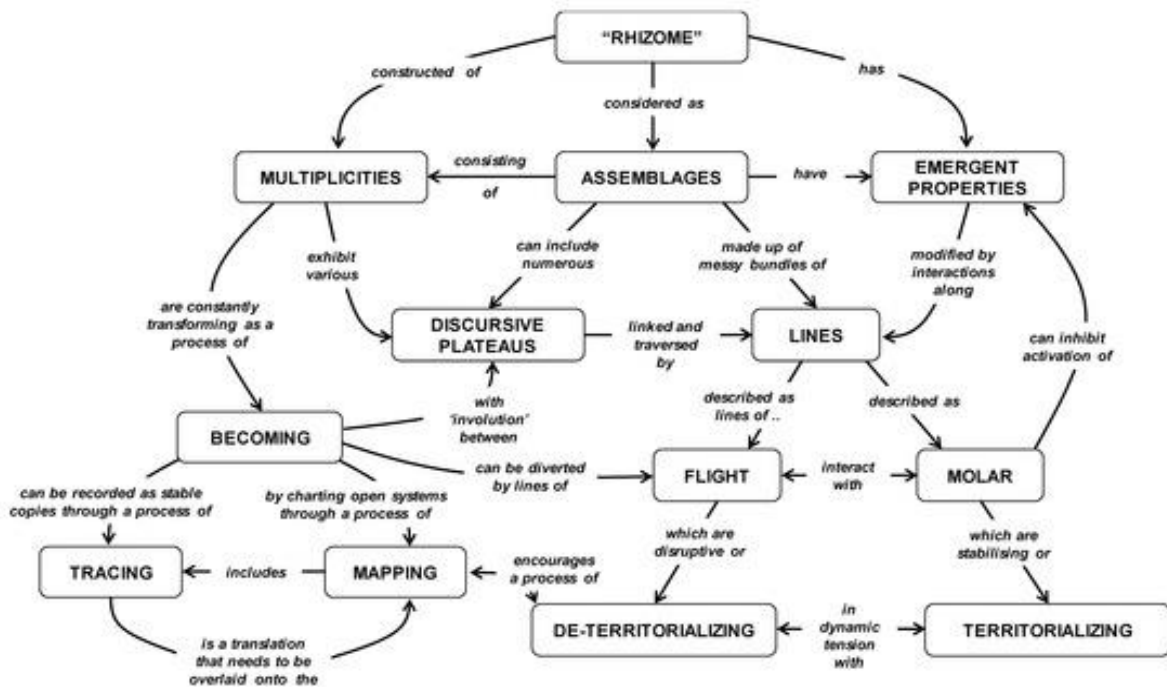 “RHIZOME”
constructed of
considered as
has
MULTIPLICITIES
consisting
of
ASSEMBLAGES
have
EMERGENT
PROPERTIES
exhibit
various
can include
numerous
made up of
messy bundles of
modified by
interactions
along
are constantly
transforming as a
process of
DISCURSIVE
PLATEAUS
linked and
traversed
by
LINES
can inhibit
activation of
with
'involution'
between
described as
lines of ..
described as
BECOMING
can be diverted
by lines of
FLIGHT
interact
with
MOLAR
can be recorded as stable
copies through a process of
by charting open systems
through a process of
which are
disruptive or
which are
stabilising or
TRACING
includes
MAPPING
encourages
a process of
DE-TERRITORIALIZING
in
dynamic
tension
with
TERRITORIALIZING
is a translation
that needs to be
overlaid onto the